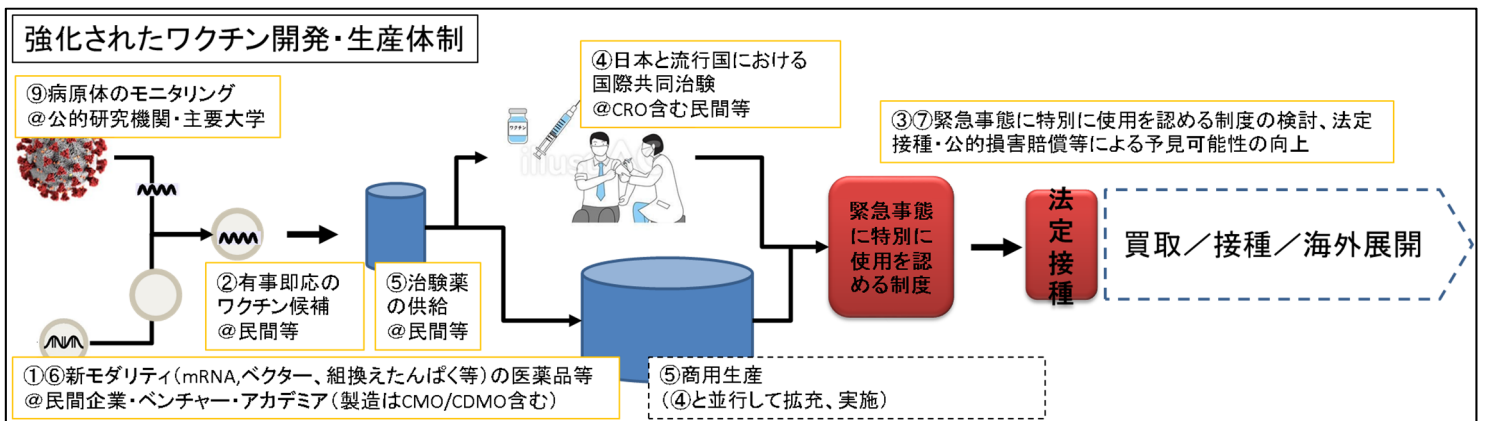 強化されたワクチン開発・生産体制
⑨病原体のモニタリング
@公的研究機関・主要大学
④日本と流行国における
国際共同治験
@CRO含む民間等
③⑦緊急事態に特別に使用を認める制度の検討、法定
接種・公的損害賠償等による予見可能性の向上
ワクチン
緊急事態
に特別に
使用を認
める制度
法定接種
買取/接種/海外展開
②有事即応の
ワクチン候補
@民間等
⑤治験薬
の供給
@民間等
①⑥新モダリティ(mRNA,ベクター、組換えたんぱく等)の医薬品等
@民間企業・ベンチャー・アカデミア(製造はCMO/CDMO含む)
⑤商用生産
(④と並行して拡充、実施)